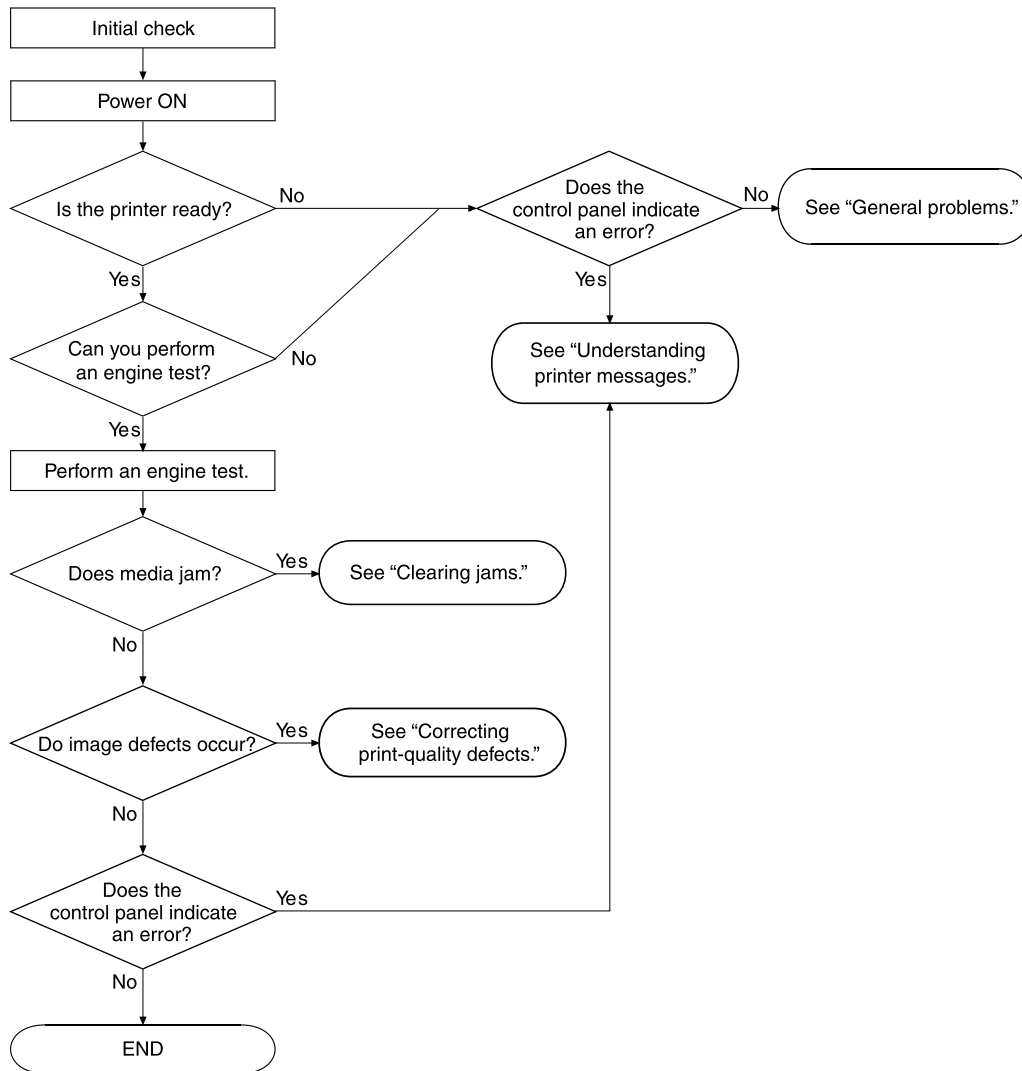 Initial check
Power ON
Is the printer ready?
No
Yes
Does the
control panel indicate
an error?
No
See “General problems.”
Yes
See “Understanding
printer messages.”
Can you perform
an engine test?
No
Yes
Perform an engine test.
Does media jam?
Yes
See “Clearing jams.”
No
Do image defects occur?
Yes
See “Correcting
print-quality defects.”
No
Does the
control panel indicate
an error?
Yes
No
END